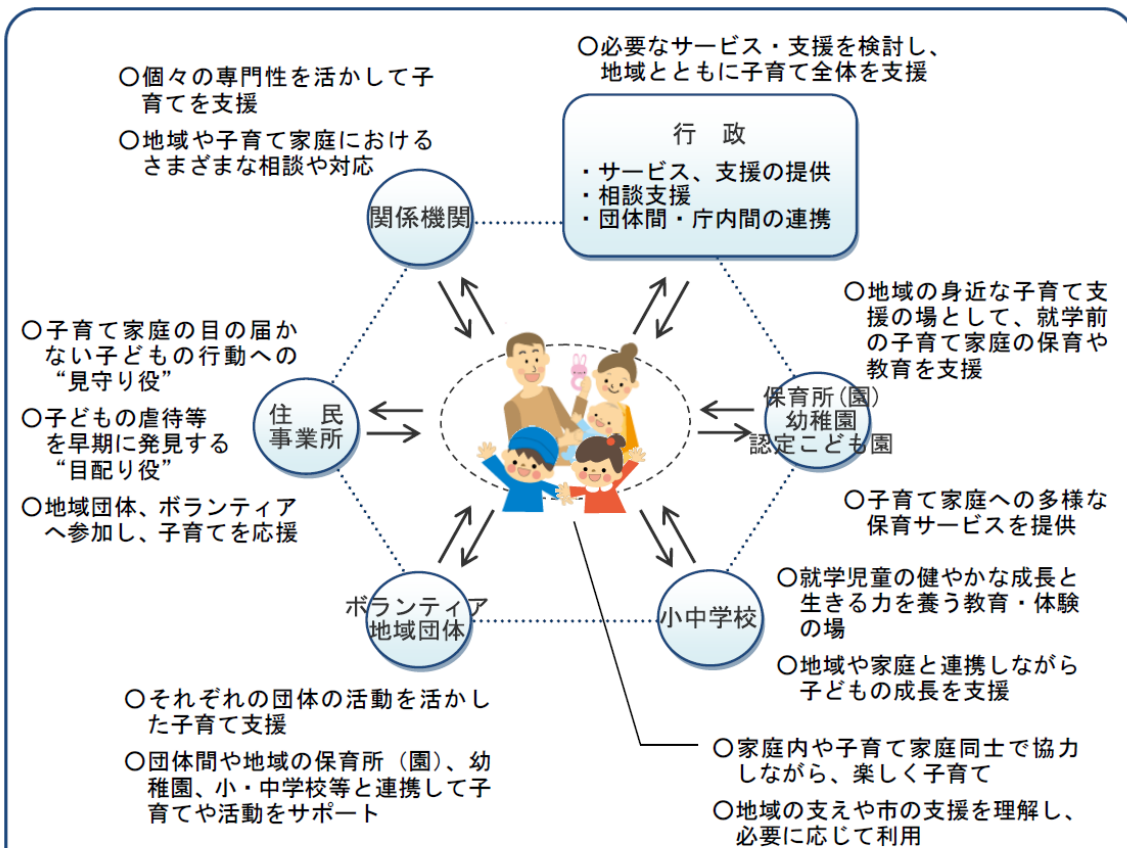 〇必要なサービス・支援を検討し、
地域とともに子育て全体を支援
〇個々の専門性を活かして子
育てを支援
〇地域や子育て家庭における
さまざまな相談や対応
行　政
・サービス、支援の提供
・相談支援
・団体間・庁内間の連携
関係機関
〇地域の身近な子育て支
援の場として、就学前
の子育て家庭の保育や
教育を支援
〇子育て家庭の目の届か
ない子どもの行動への
“見守り役”
〇子どもの虐待等
を早期に発見する
“目配り役”
〇地域団体、ボランティア
へ参加し、子育てを応援
住　民
事業所
保育所（園）
幼稚園
認定こども園
〇子育て家庭への多様な
保育サービスを提供
ボランティア
地域団体
小中学校
〇就学児童の健やかな成長と
生きる力を養う教育・体験
の場
〇地域や家庭と連携しながら
子どもの成長を支援
〇それぞれの団体の活動を活かし
た子育て支援
〇団体間や地域の保育所（園）、幼
稚園、小・中学校等と連携して子
育てや活動をサポート
〇家庭内や子育て家庭同士で協力
しながら、楽しく子育て
〇地域の支えや市の支援を理解し、
必要に応じて利用